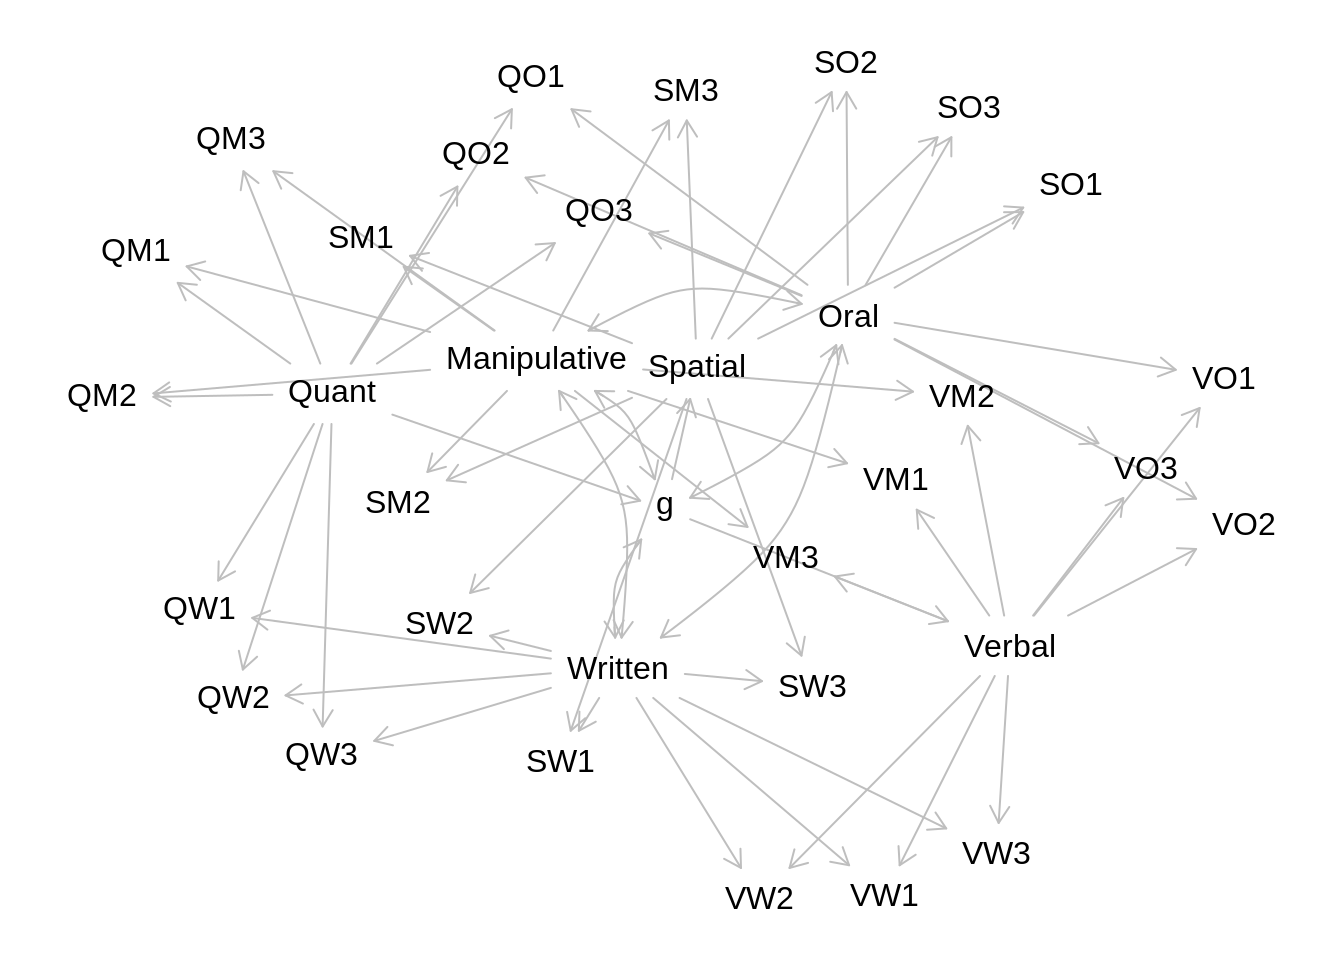 SO2
QO1
SM3
SO3
QM3
QO2
SO1
QO3
SM1
QM1
Oral
Manipulative
Spatial
VO1
Quant
QM2
VM2
VO3
VM1
SM2
g
VO2
VM3
QW1
SW2
Verbal
Written
SW3
QW2
QW3
SW1
VW3
VW1
VW2